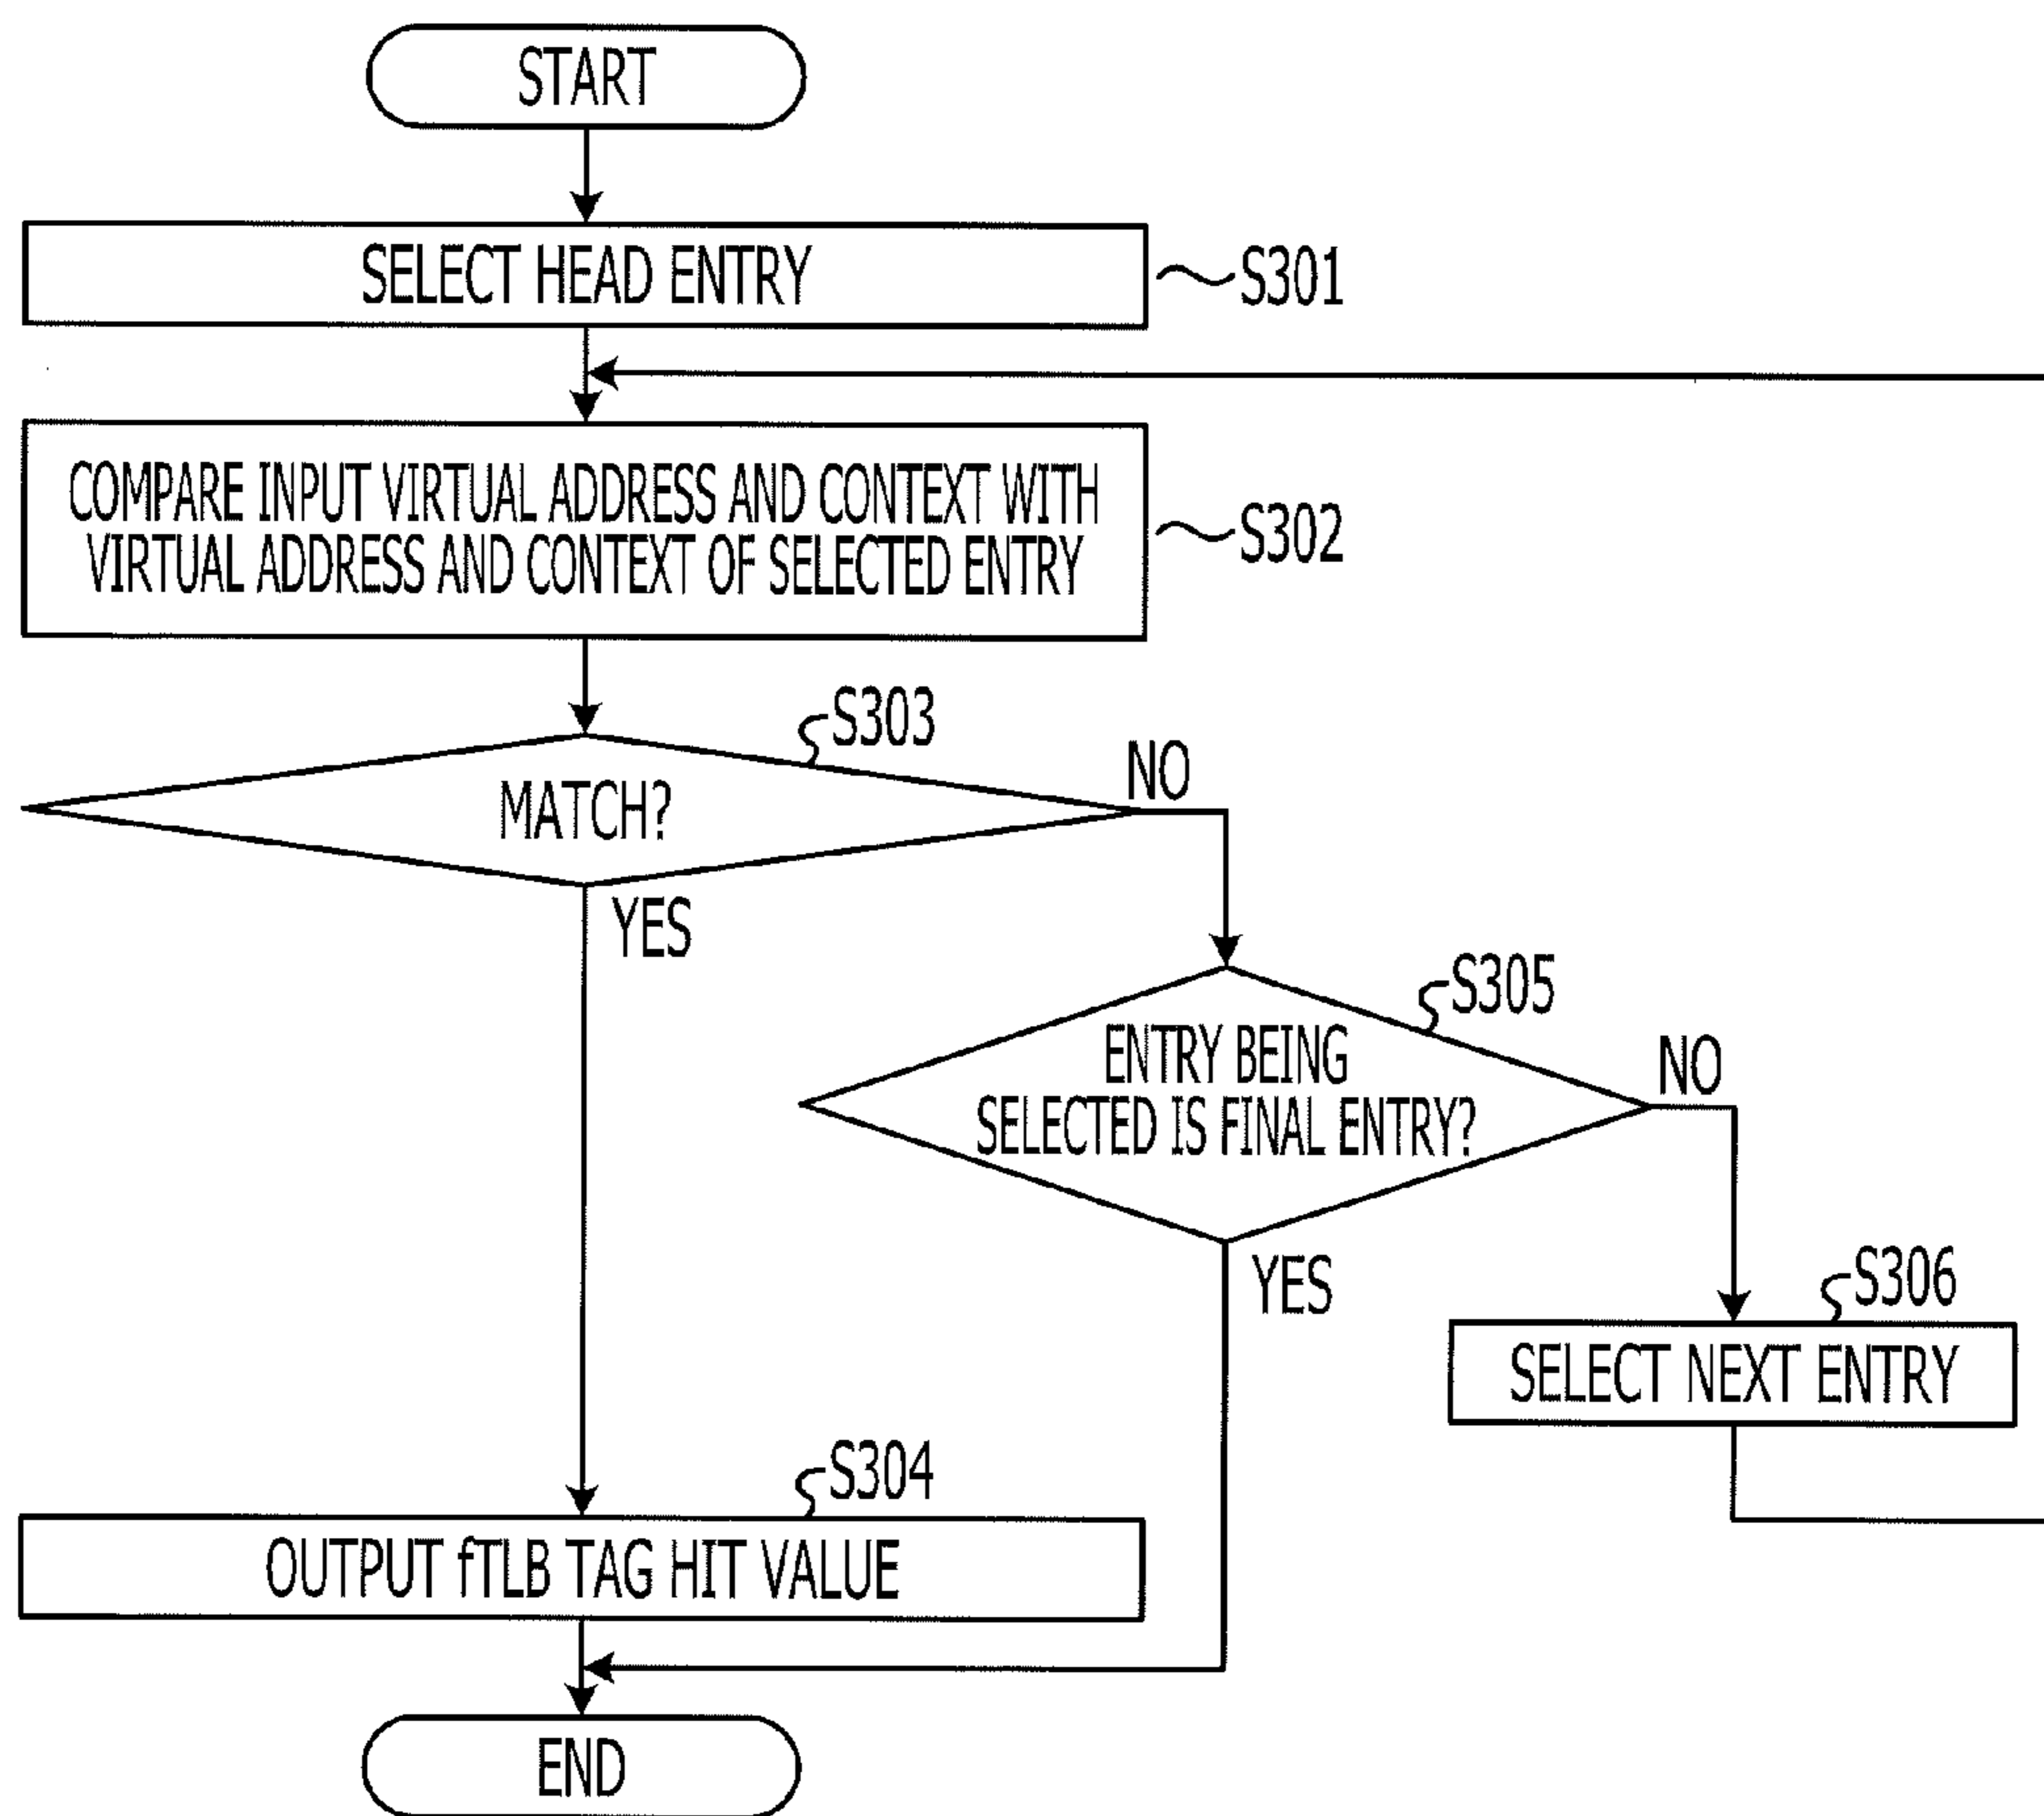 START
SELECT HEAD ENTRY
S301
COMPARE INPUT VIRTUAL ADDRESS AND CONTEXT WITH
VIRTUAL ADDRESS AND CONTEXT OF SELECTED ENTRY
S302
S303
MATCH?
NO
YES
S305
ENTRY BEING
SELECTED IS FINAL ENTRY?
NO
YES
S306
SELECT NEXT ENTRY
S304
OUTPUT fTLB TAG HIT VALUE
END